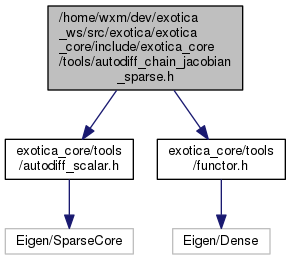 /home/wxm/dev/exotica
_ws/src/exotica/exotica
_core/include/exotica_core
/tools/autodiff_chain_jacobian
_sparse.h
exotica_core/tools
/autodiff_scalar.h
exotica_core/tools
/functor.h
Eigen/SparseCore
Eigen/Dense